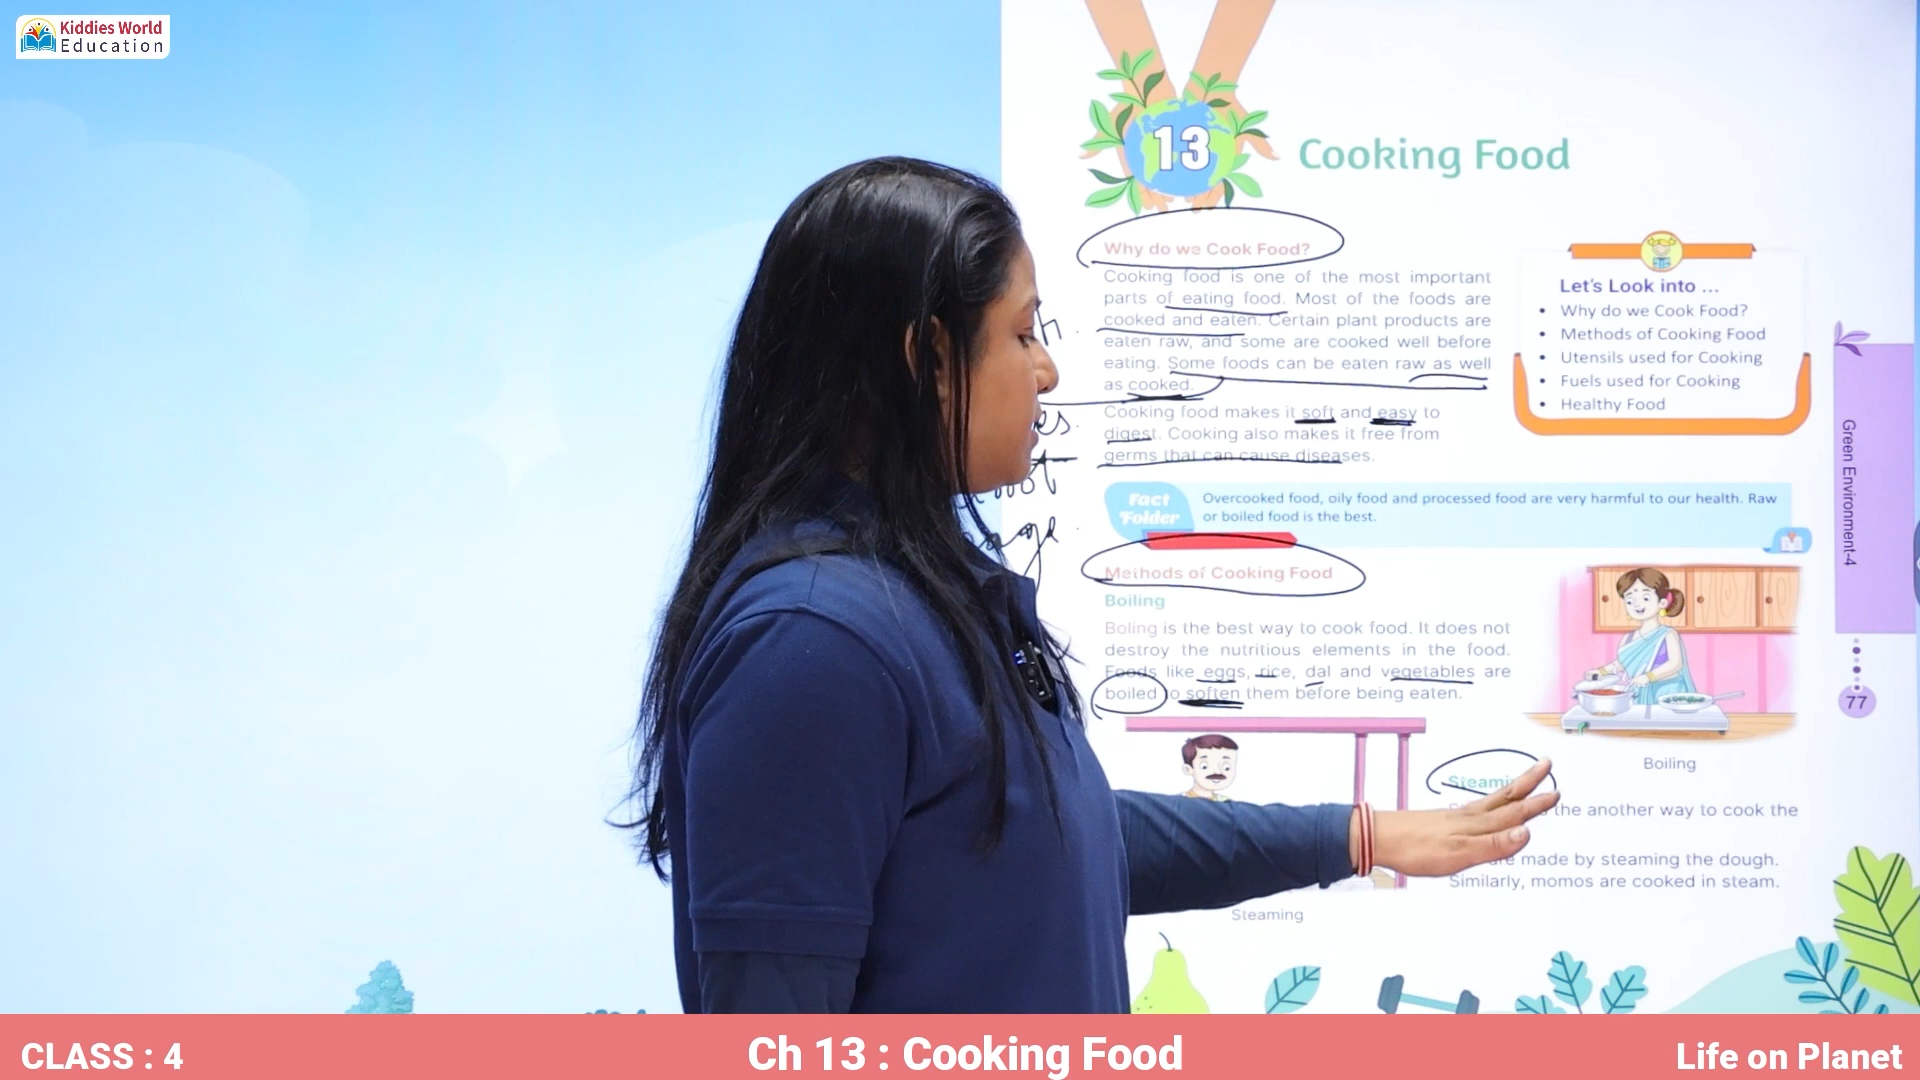 Kiddies World
Education
13
Cooking Food
Why do we Cook Food?
Cooking food is one of the most important
parts of eating food. Most of the foods are
cooked and eaten. Certain plant products are
eaten raw, and some are cooked well before
eating. Some foods can be eaten raw as well
as cooked.
Cooking food makes it soft and easy to
digest. Cooking also makes it free from
germs that can cause diseases.
Let's Look into ...
• Why do we Cook Food?
• Methods of Cooking Food
• Utensils used for Cooking
• Fuels used for Cooking
• Healthy Food
Fact
Folder
Overcooked food, oily food and processed food are very harmful to our health. Raw
or boiled food is the best.
Methods of Cooking Food
Boiling
Boling is the best way to cook food. It does not
destroy the nutritious elements in the food.
Foods like eggs, rice, dal and vegetables are
boiled to soften them before being eaten.
Boiling
Steaming
the another way to cook the
are made by steaming the dough.
Similarly, momos are cooked in steam.
Green Environment-4
77
CLASS : 4
Ch 13 : Cooking Food
Life on Planet